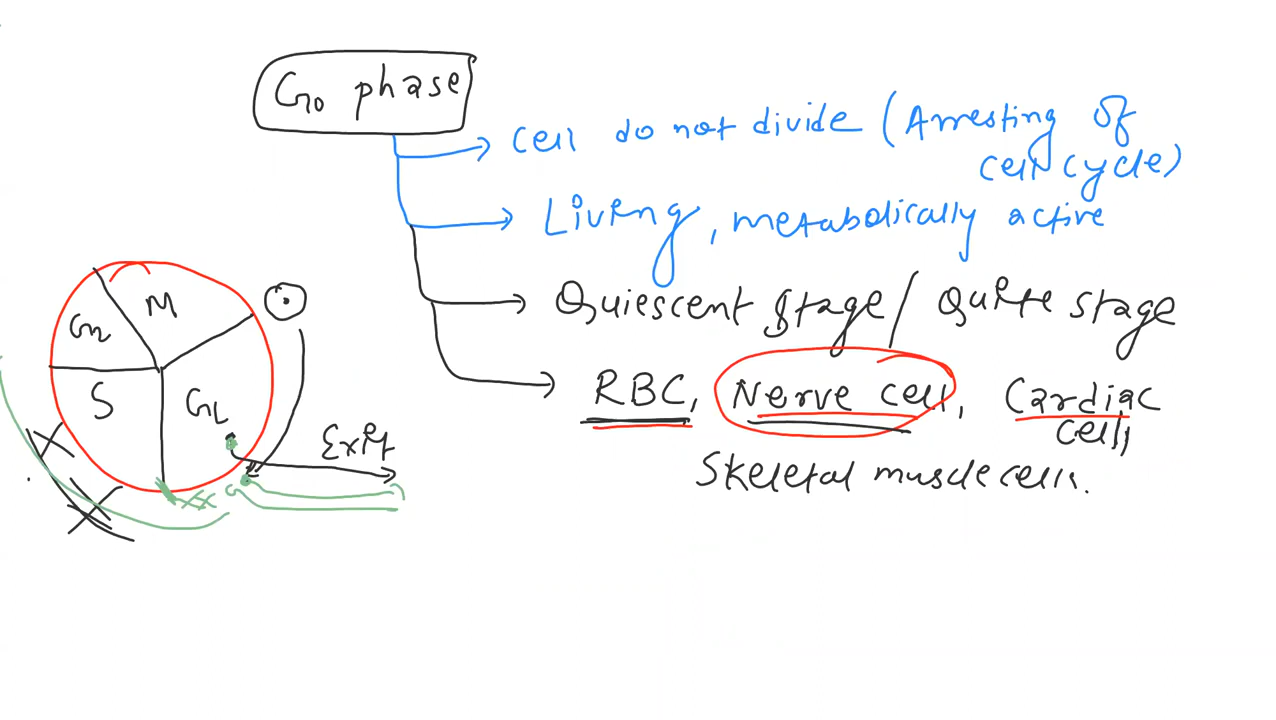 G0 phase
Cell do not divide (Arresting of
cell cycle)
Living, metabolically active
Quiescent stage/ Quite stage
RBC, Nerve cell, Cardiac
cells,
Skeletal muscle cells.
M
G2
S
G1
Exit